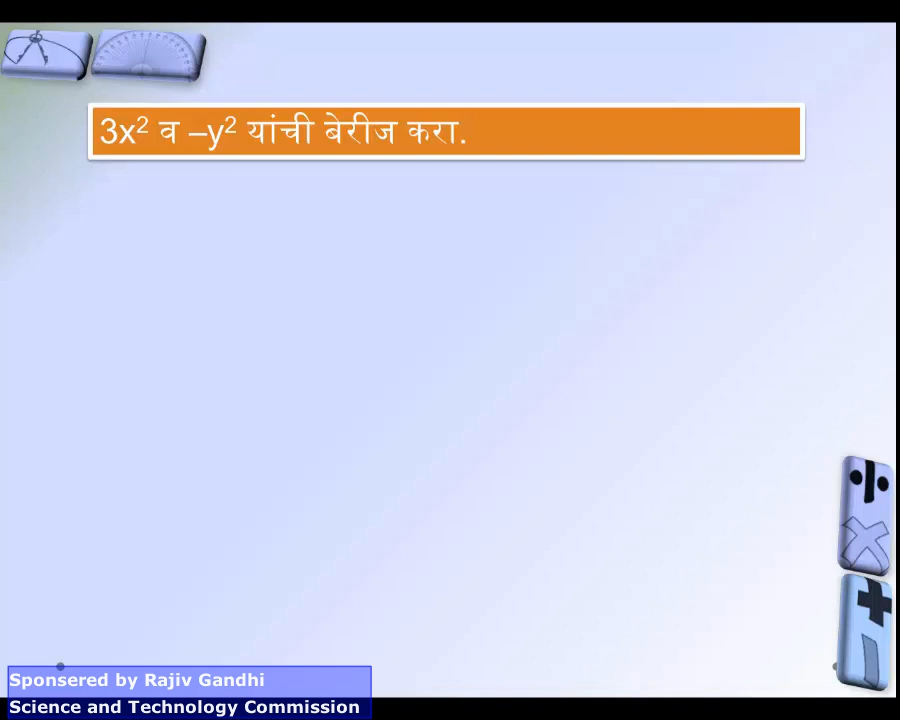 3x² व –y² यांची बेरीज करा.
Sponsered by Rajiv Gandhi
Science and Technology Commission